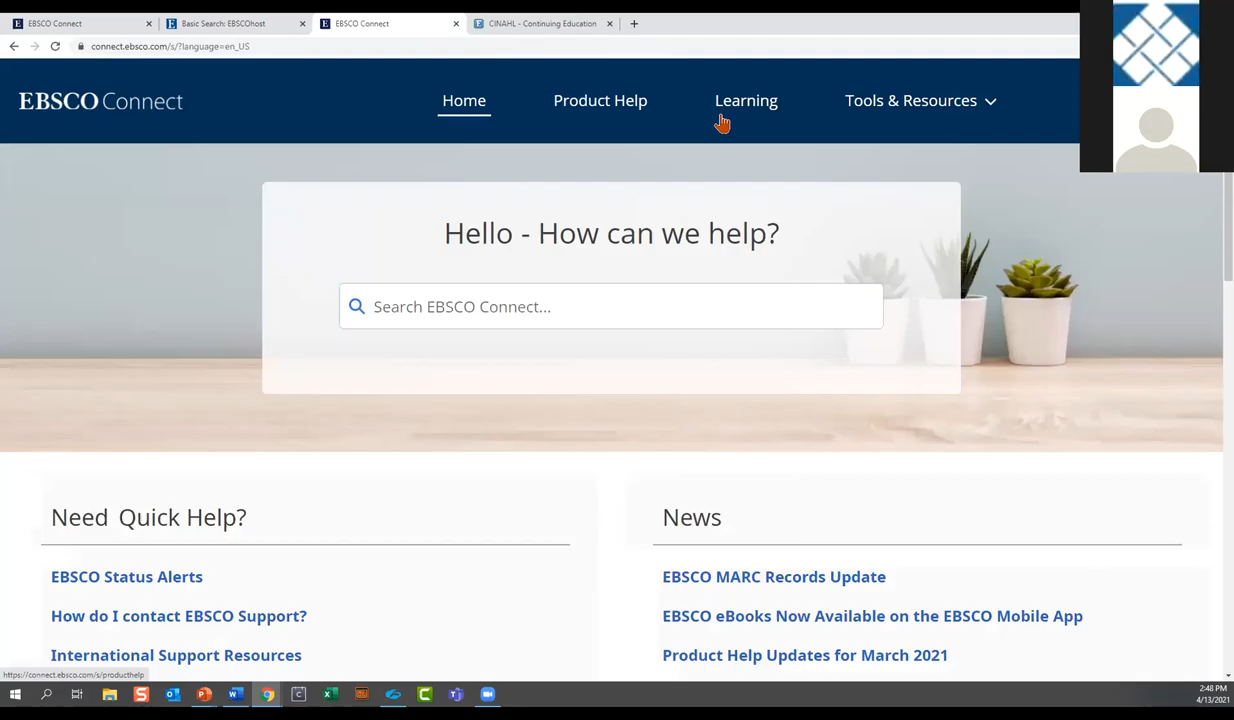 EBSCO Connect
Basic Search: EBSCOhost
EBSCO Connect
CINAHL - Continuing Education
connect.ebsco.com/s/?language=en_US
EBSCO Connect
Home
Product Help
Learning
Tools & Resources
Hello - How can we help?
Search EBSCO Connect...
Need Quick Help?
EBSCO Status Alerts
How do I contact EBSCO Support?
International Support Resources
News
EBSCO MARC Records Update
EBSCO eBooks Now Available on the EBSCO Mobile App
Product Help Updates for March 2021
https://connect.ebsco.com/s/producthelp
2:48 PM
4/13/2021